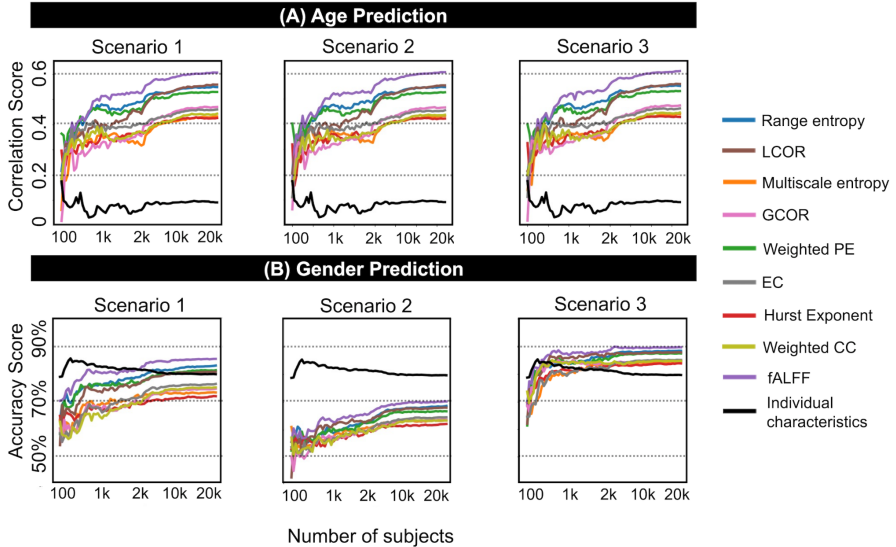 (A) Age Prediction
Scenario 1
Scenario 2
Scenario 3
Correlation Score
0.6
0.4
0.2
0
100 1k 2k 10k 20k
100 1k 2k 10k 20k
100 1k 2k 10k 20k
(B) Gender Prediction
Scenario 1
Scenario 2
Scenario 3
Accuracy Score
90%
70%
50%
100 1k 2k 10k 20k
100 1k 2k 10k 20k
100 1k 2k 10k 20k
Number of subjects
Range entropy
LCOR
Multiscale entropy
GCOR
Weighted PE
EC
Hurst Exponent
Weighted CC
fALFF
Individual
characteristics